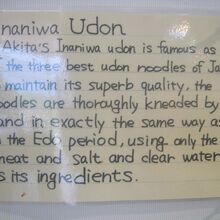 naniwa Udon
Akita's Inaniwa udon is famous as
f the three best udon noodles of Ja
maintain its superb quality, the
oodles are thoroughly kneaded by
and in exactly the same way as
n the Edo period, using only the
heat and salt and clear water
s its ingredients.